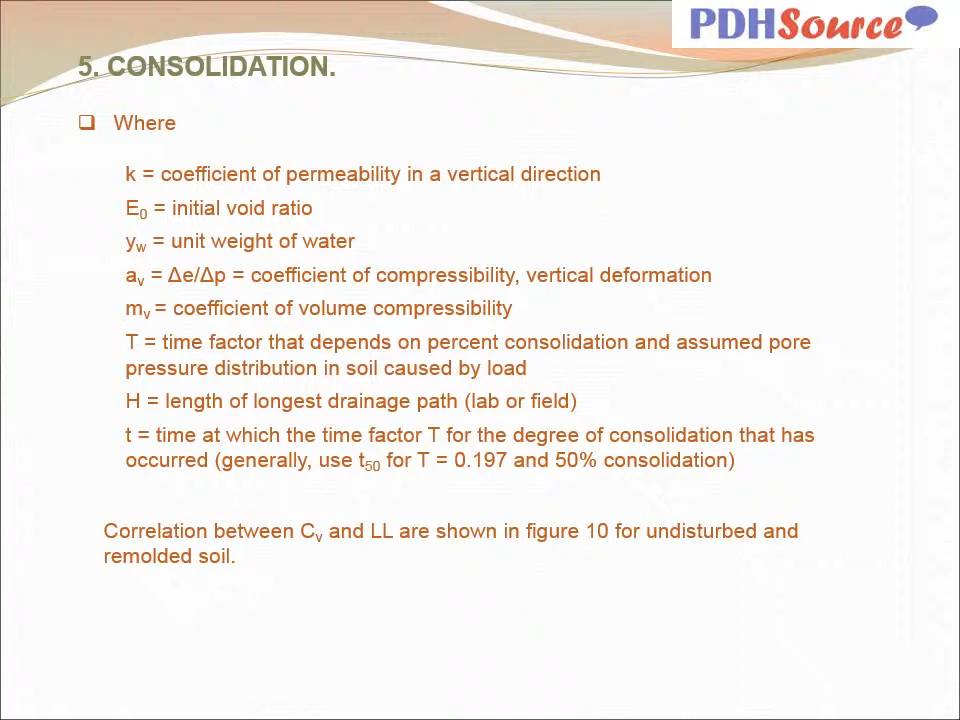 PDHSource
5. CONSOLIDATION.
❑ Where
k = coefficient of permeability in a vertical direction
E₀ = initial void ratio
yw = unit weight of water
av = Δe/Δp = coefficient of compressibility, vertical deformation
mv = coefficient of volume compressibility
T = time factor that depends on percent consolidation and assumed pore
pressure distribution in soil caused by load
H = length of longest drainage path (lab or field)
t = time at which the time factor T for the degree of consolidation that has
occurred (generally, use t₅₀ for T = 0.197 and 50% consolidation)
Correlation between Cv and LL are shown in figure 10 for undisturbed and
remolded soil.